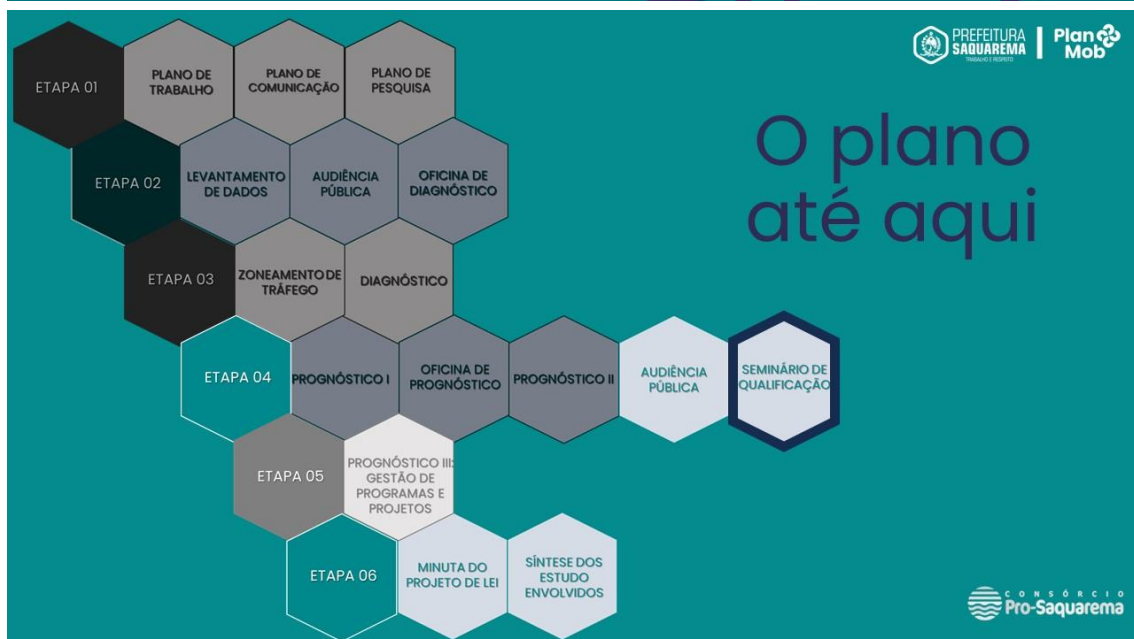 PREFEITURA
SAQUAREMA
TRABALHO E RESPEITO
Plan
Mob
O plano
até aqui
ETAPA 01
PLANO DE
TRABALHO
PLANO DE
COMUNICAÇÃO
PLANO DE
PESQUISA
ETAPA 02
LEVANTAMENTO
DE DADOS
AUDIÊNCIA
PÚBLICA
OFICINA DE
DIAGNÓSTICO
ETAPA 03
ZONEAMENTO DE
TRÁFEGO
DIAGNÓSTICO
ETAPA 04
PROGNÓSTICO I
OFICINA DE
PROGNÓSTICO
PROGNÓSTICO II
AUDIÊNCIA
PÚBLICA
SEMINÁRIO DE
QUALIFICAÇÃO
ETAPA 05
PROGNÓSTICO III:
GESTÃO DE
PROGRAMAS E
PROJETOS
ETAPA 06
MINUTA DO
PROJETO DE LEI
SÍNTESE DOS
ESTUDO
ENVOLVIDOS
CONSÓRCIO
Pro-Saquarema